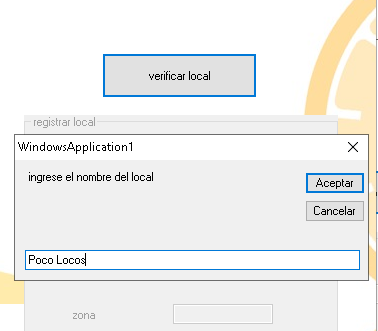 verificar local
registrar local
WindowsApplication1
ingrese el nombre del local
Aceptar
Cancelar
Poco Locos
zona